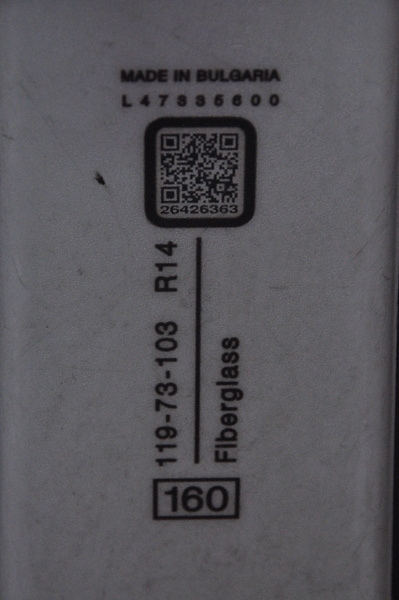 MADE IN BULGARIA
L47335600
26426363
119-73-103 R14
Fiberglass
160